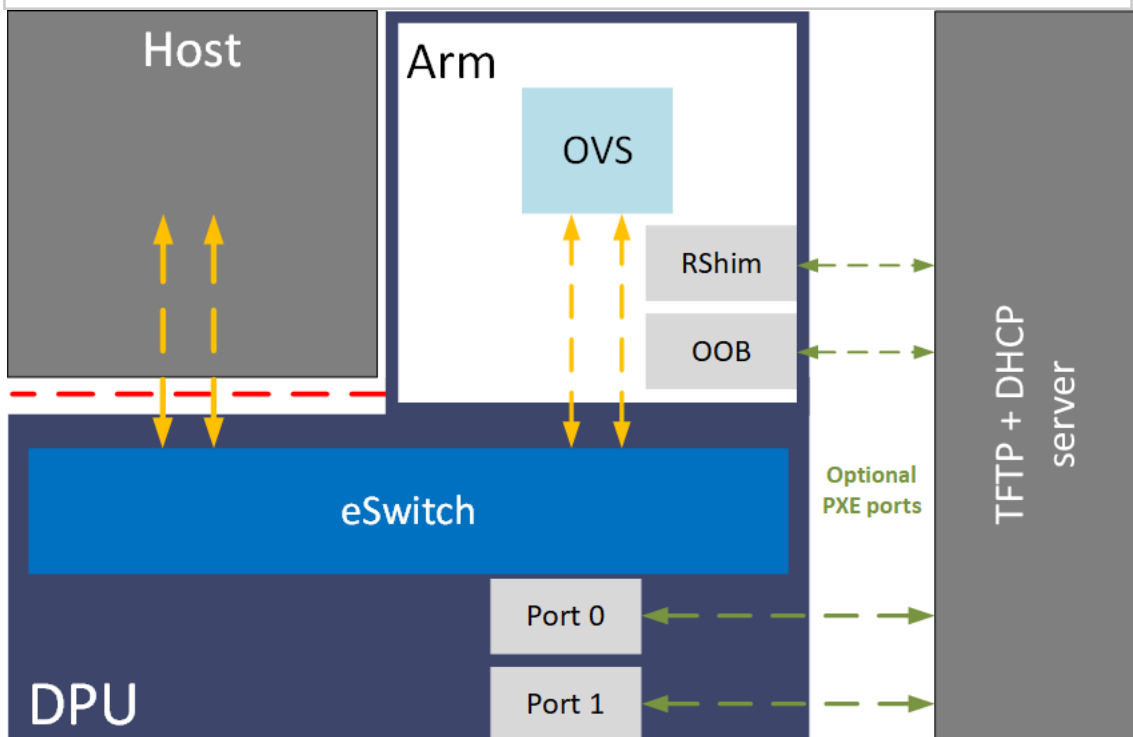 Host
Arm
OVS
RShim
OOB
TFTP + DHCP
server
Optional
PXE ports
eSwitch
Port 0
Port 1
DPU